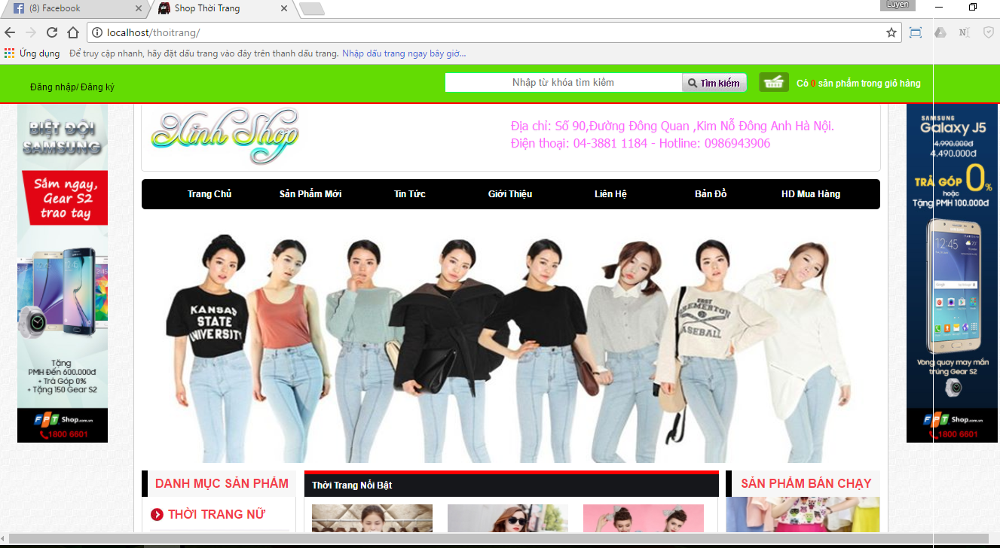 (8) Facebook
Shop Thời Trang
Luyen
localhost/thoitrang/
Ứng dụng Để truy cập nhanh, hãy đặt dấu trang vào đây trên thanh dấu trang. Nhập dấu trang ngay bây giờ...
Đăng nhập/ Đăng ký
Nhập từ khóa tìm kiếm
Tìm kiếm
Có 0 sản phẩm trong giỏ hàng
BIỆT ĐỘI
SAMSUNG
Sắm ngay,
Gear S2
trao tay
Tặng
PMH Đến 600.000đ
+ Trả Góp 0%
+ Tặng 150 Gear S2
FPT Shop.com.vn
1800 6601
Xinh Shop
Địa chỉ: Số 90,Đường Đông Quan ,Kim Nỗ Đông Anh Hà Nội.
Điện thoại: 04-3881 1184 - Hotline: 0986943906
Trang Chủ
Sản Phẩm Mới
Tin Tức
Giới Thiệu
Liên Hệ
Bản Đồ
HD Mua Hàng
KANSAS
STATE
UNIVERSITY
EAST
BREMERTON
BASEBALL
SAMSUNG
Galaxy J5
4.990.000đ
4.490.000đ
TRẢ GÓP 0%
hoặc
Tặng PMH 100.000đ
12:45
20°
Vòng quay may mắn
trúng Gear S2
FPT Shop.com.vn
1800 6601
DANH MỤC SẢN PHẨM
THỜI TRANG NỮ
Thời Trang Nổi Bật
SẢN PHẨM BÁN CHẠY